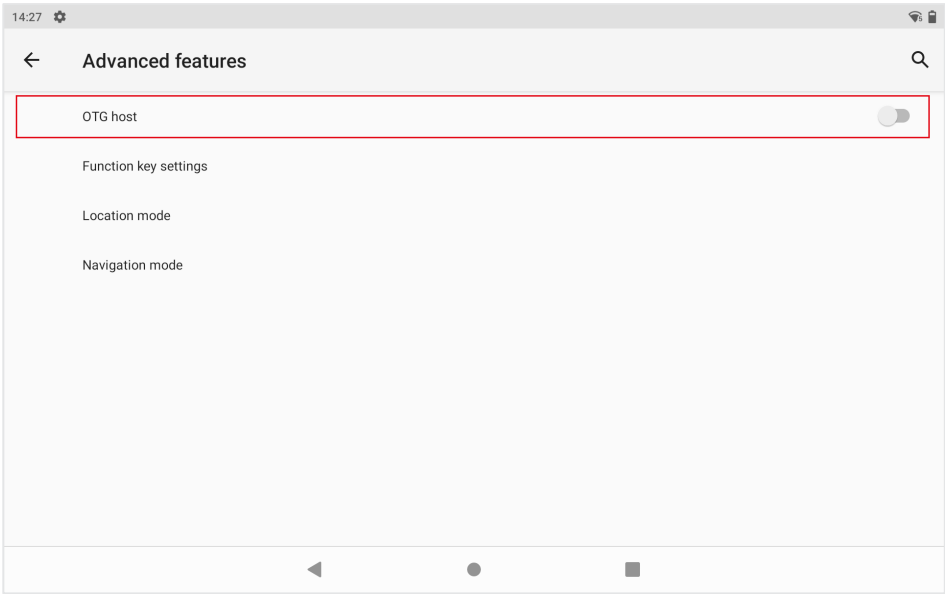 14:27
Advanced features
OTG host
Function key settings
Location mode
Navigation mode